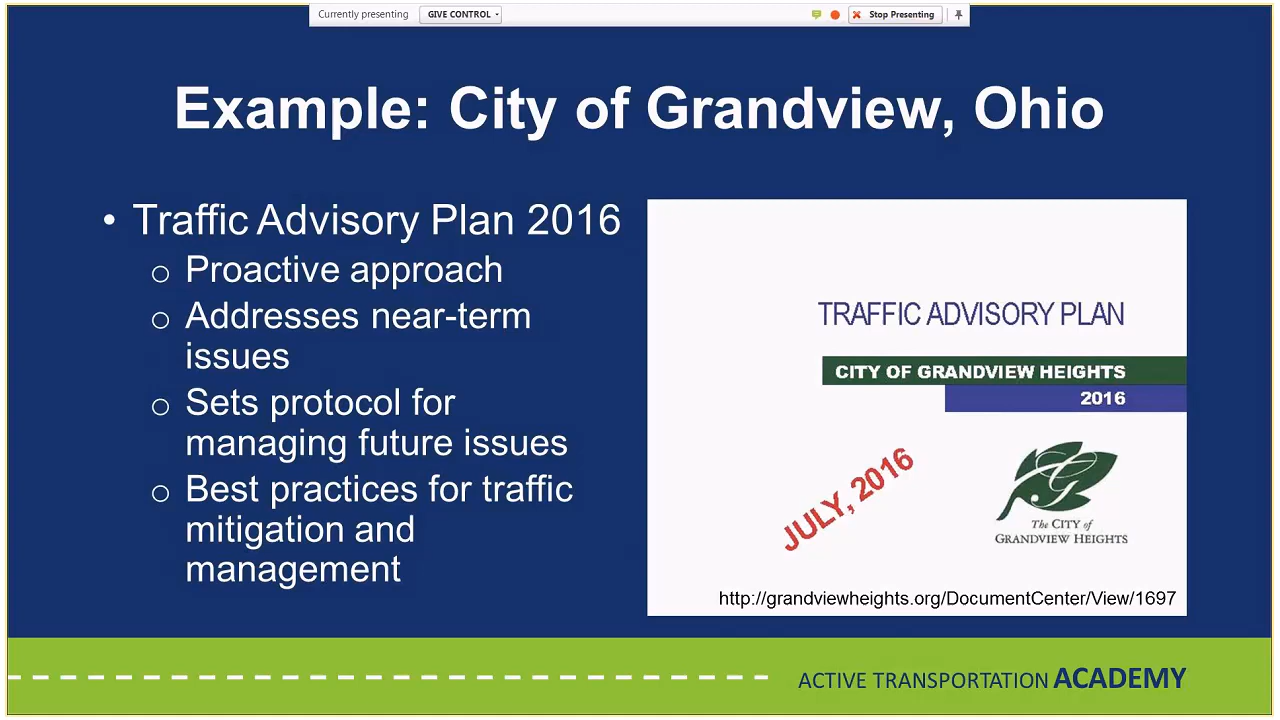 Currently presenting GIVE CONTROL Stop Presenting
Example: City of Grandview, Ohio
• Traffic Advisory Plan 2016
o Proactive approach
o Addresses near-term
issues
o Sets protocol for
managing future issues
o Best practices for traffic
mitigation and
management
TRAFFIC ADVISORY PLAN
CITY OF GRANDVIEW HEIGHTS
2016
JULY, 2016
The CITY of
GRANDVIEW HEIGHTS
http://grandviewheights.org/DocumentCenter/View/1697
ACTIVE TRANSPORTATION ACADEMY